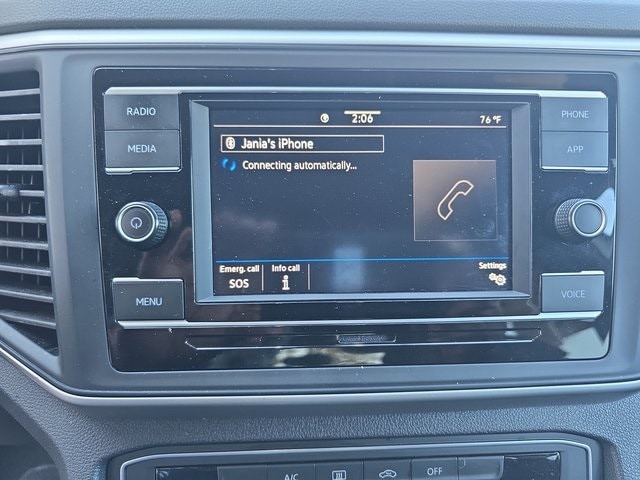 RADIO
MEDIA
MENU
2:06
76 °F
Jania's iPhone
Connecting automatically...
Emerg. call Info call Settings
SOS i
PHONE
APP
VOICE
A/C OFF